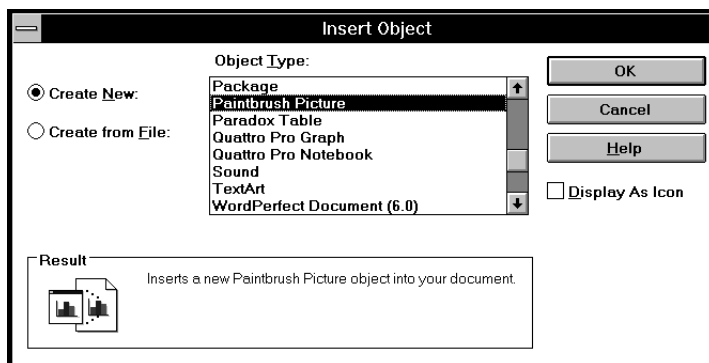 Insert Object
Object Type:
Create New:
Create from File:
Package
Paintbrush Picture
Paradox Table
Quattro Pro Graph
Quattro Pro Notebook
Sound
TextArt
WordPerfect Document (6.0)
OK
Cancel
Help
Display As Icon
Result
Inserts a new Paintbrush Picture object into your document.